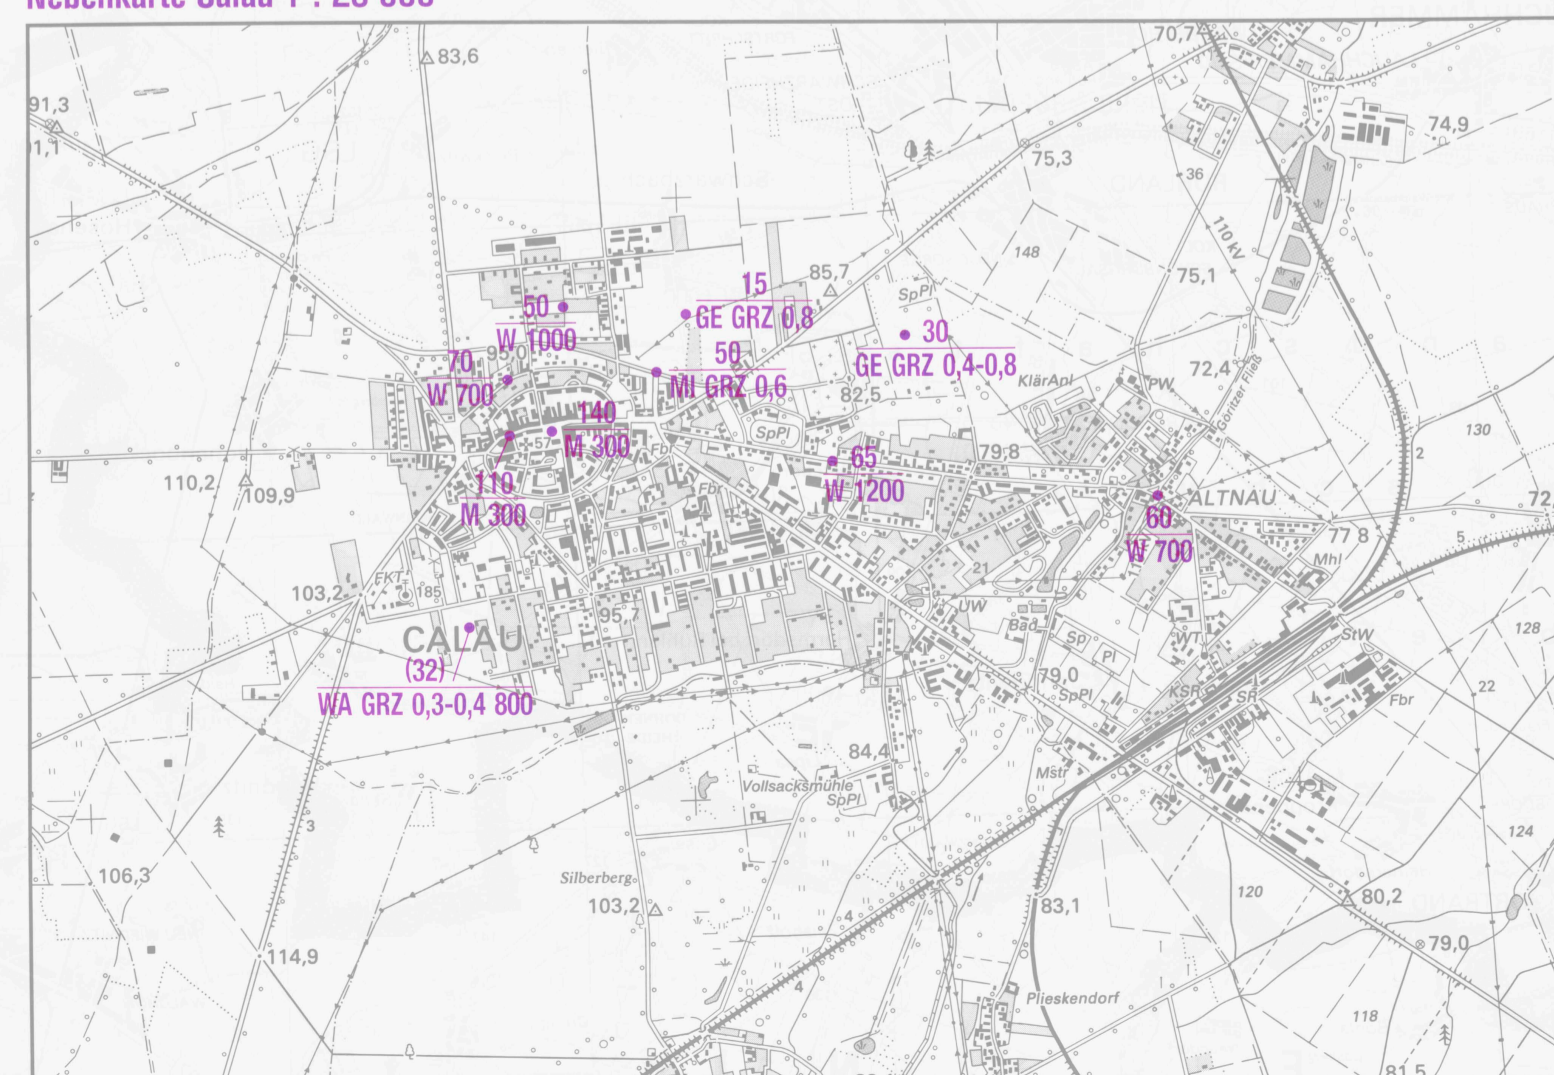 Nebenkarte Calau 1 : 25 000
70,7
83,6
91,3
91,1
74,9
75,3
36
110 kV
148
75,1
85,7
SpPl
15
GE GRZ 0,8
50
W 1000
30
GE GRZ 0,4-0,8
50
MI GRZ 0,6
95,0
70
W 700
KlärAnl
PW
72,4
Göritzer Fließ
82,5
140
M 300
57
SpPl
130
2
79,8
65
W 1200
Fbr
110,2
109,9
110
M 300
Fbr
ALTNAU
72,
60
W 700
77 8
5
Mhl
21
FKT
185
103,2
95,7
UW
Bad
CALAU
Sp
Pl
WT
StW
128
(32)
WA GRZ 0,3-0,4 800
79,0
SpPl
KSR
SR
22
Fbr
84,4
Mstr
Vollsacksmühle
SpPl
3
124
106,3
Silberberg
103,2
5
4
83,1
120
80,2
79,0
114,9
4
Plieskendorf
118
81,5